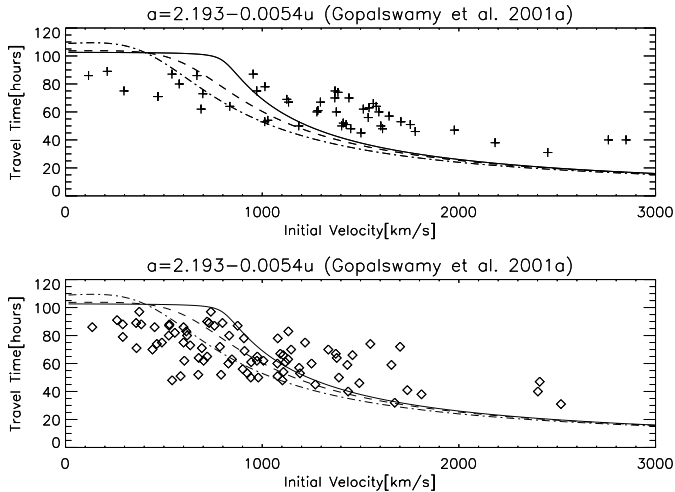 a=2.193−0.0054u (Gopalswamy et al. 2001a)
120
100
80
60
40
20
0
Travel Time[hours]
0 1000 2000 3000
Initial Velocity[km/s]
a=2.193−0.0054u (Gopalswamy et al. 2001a)
120
100
80
60
40
20
0
Travel Time[hours]
0 1000 2000 3000
Initial Velocity[km/s]